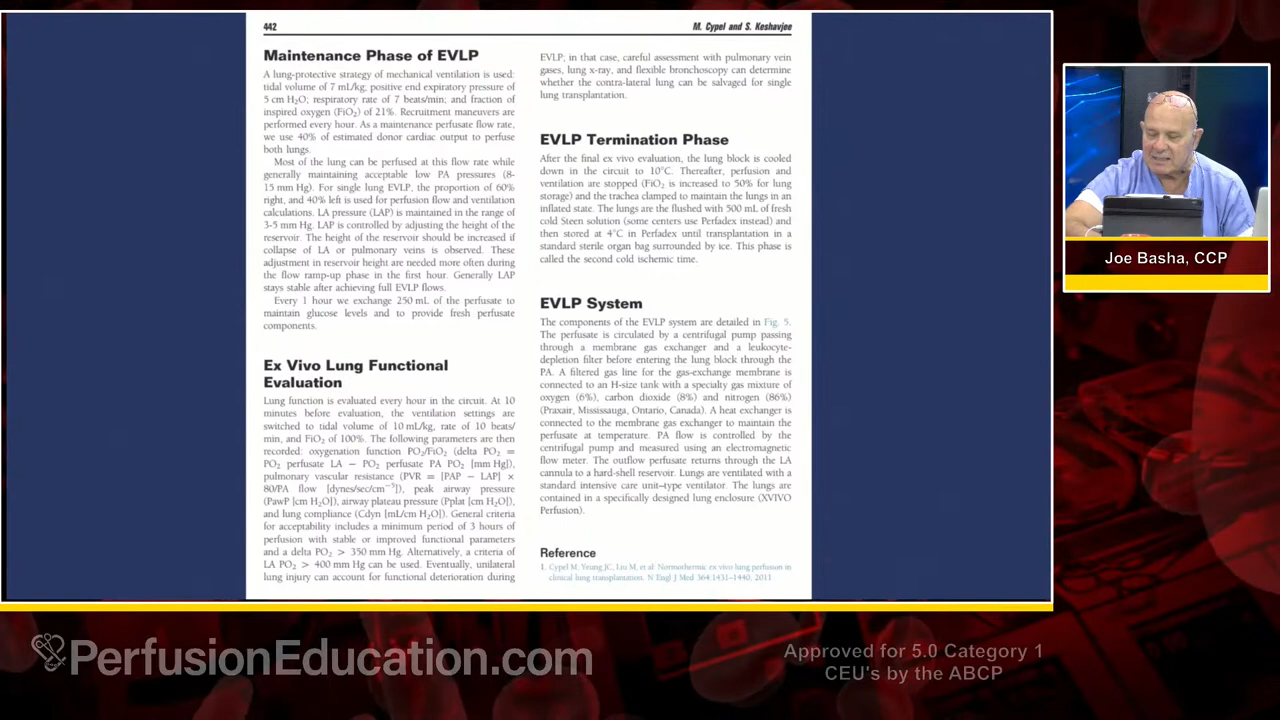 442
M. Cypel and S. Keshavjee
Maintenance Phase of EVLP
A lung-protective strategy of mechanical ventilation is used:
tidal volume of 7 mL/kg, positive end expiratory pressure of
5 cm H₂O; respiratory rate of 7 beats/min; and fraction of
inspired oxygen (FiO₂) of 21%. Recruitment maneuvers are
performed every hour. As a maintenance perfusate flow rate,
we use 40% of estimated donor cardiac output to perfuse
both lungs.
Most of the lung can be perfused at this flow rate while
generally maintaining acceptable low PA pressures (8-
15 mm Hg). For single lung EVLP, the proportion of 60%
right, and 40% left is used for perfusion flow and ventilation
calculations. LA pressure (LAP) is maintained in the range of
3-5 mm Hg. LAP is controlled by adjusting the height of the
reservoir. The height of the reservoir should be increased if
collapse of LA or pulmonary veins is observed. These
adjustment in reservoir height are needed more often during
the flow ramp-up phase in the first hour. Generally LAP
stays stable after achieving full EVLP flows.
Every 1 hour we exchange 250 mL of the perfusate to
maintain glucose levels and to provide fresh perfusate
components.
Ex Vivo Lung Functional
Evaluation
Lung function is evaluated every hour in the circuit. At 10
minutes before evaluation, the ventilation settings are
switched to tidal volume of 10 mL/kg, rate of 10 beats/
min, and FiO₂ of 100%. The following parameters are then
recorded: oxygenation function PO₂/FiO₂ (delta PO₂ =
PO₂ perfusate LA − PO₂ perfusate PA PO₂ [mm Hg]),
pulmonary vascular resistance (PVR = [PAP − LAP] ×
80/PA flow [dynes/sec/cm⁻⁵]), peak airway pressure
(PawP [cm H₂O]), airway plateau pressure (Pplat [cm H₂O]),
and lung compliance (Cdyn [mL/cm H₂O]). General criteria
for acceptability includes a minimum period of 3 hours of
perfusion with stable or improved functional parameters
and a delta PO₂ > 350 mm Hg. Alternatively, a criteria of
LA PO₂ > 400 mm Hg can be used. Eventually, unilateral
lung injury can account for functional deterioration during
EVLP; in that case, careful assessment with pulmonary vein
gases, lung x-ray, and flexible bronchoscopy can determine
whether the contra-lateral lung can be salvaged for single
lung transplantation.
EVLP Termination Phase
After the final ex vivo evaluation, the lung block is cooled
down in the circuit to 10°C. Thereafter, perfusion and
ventilation are stopped (FiO₂ is increased to 50% for lung
storage) and the trachea clamped to maintain the lungs in an
inflated state. The lungs are the flushed with 500 mL of fresh
cold Steen solution (some centers use Perfadex instead) and
then stored at 4°C in Perfadex until transplantation in a
standard sterile organ bag surrounded by ice. This phase is
called the second cold ischemic time.
EVLP System
The components of the EVLP system are detailed in Fig. 5.
The perfusate is circulated by a centrifugal pump passing
through a membrane gas exchanger and a leukocyte-
depletion filter before entering the lung block through the
PA. A filtered gas line for the gas-exchange membrane is
connected to an H-size tank with a specialty gas mixture of
oxygen (6%), carbon dioxide (8%) and nitrogen (86%)
(Praxair, Mississauga, Ontario, Canada). A heat exchanger is
connected to the membrane gas exchanger to maintain the
perfusate at temperature. PA flow is controlled by the
centrifugal pump and measured using an electromagnetic
flow meter. The outflow perfusate returns through the LA
cannula to a hard-shell reservoir. Lungs are ventilated with a
standard intensive care unit–type ventilator. The lungs are
contained in a specifically designed lung enclosure (XVIVO
Perfusion).
Reference
1. Cypel M, Yeung JC, Liu M, et al: Normothermic ex vivo lung perfusion in
clinical lung transplantation. N Engl J Med 364:1431-1440, 2011
Joe Basha, CCP
PerfusionEducation.com
Approved for 5.0 Category 1
CEU's by the ABCP